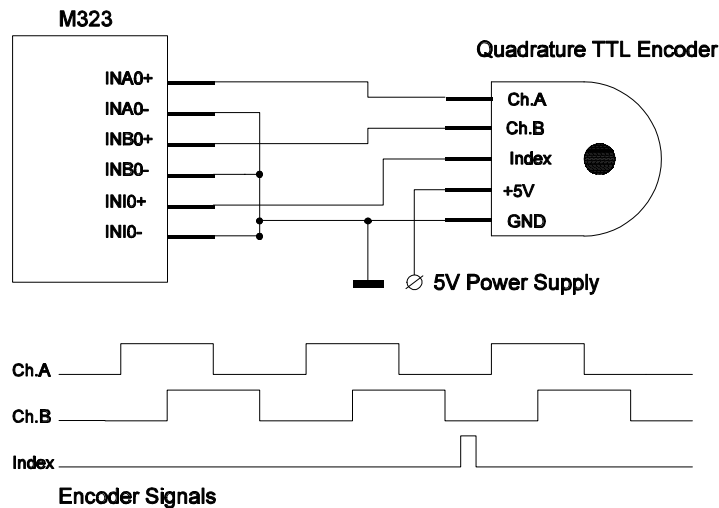 M323
Quadrature TTL Encoder
INA0+
INA0-
INB0+
INB0-
INI0+
INI0-
Ch.A
Ch.B
Index
+5V
GND
5V Power Supply
Ch.A
Ch.B
Index
Encoder Signals